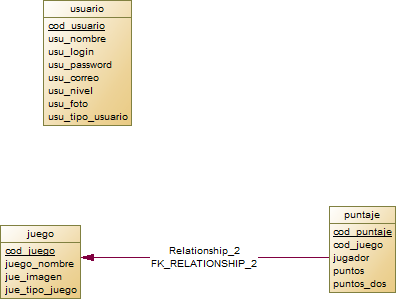 usuario
cod_usuario
usu_nombre
usu_login
usu_password
usu_correo
usu_nivel
usu_foto
usu_tipo_usuario
juego
cod_juego
juego_nombre
jue_imagen
jue_tipo_juego
Relationship_2
FK_RELATIONSHIP_2
puntaje
cod_puntaje
cod_juego
jugador
puntos
puntos_dos